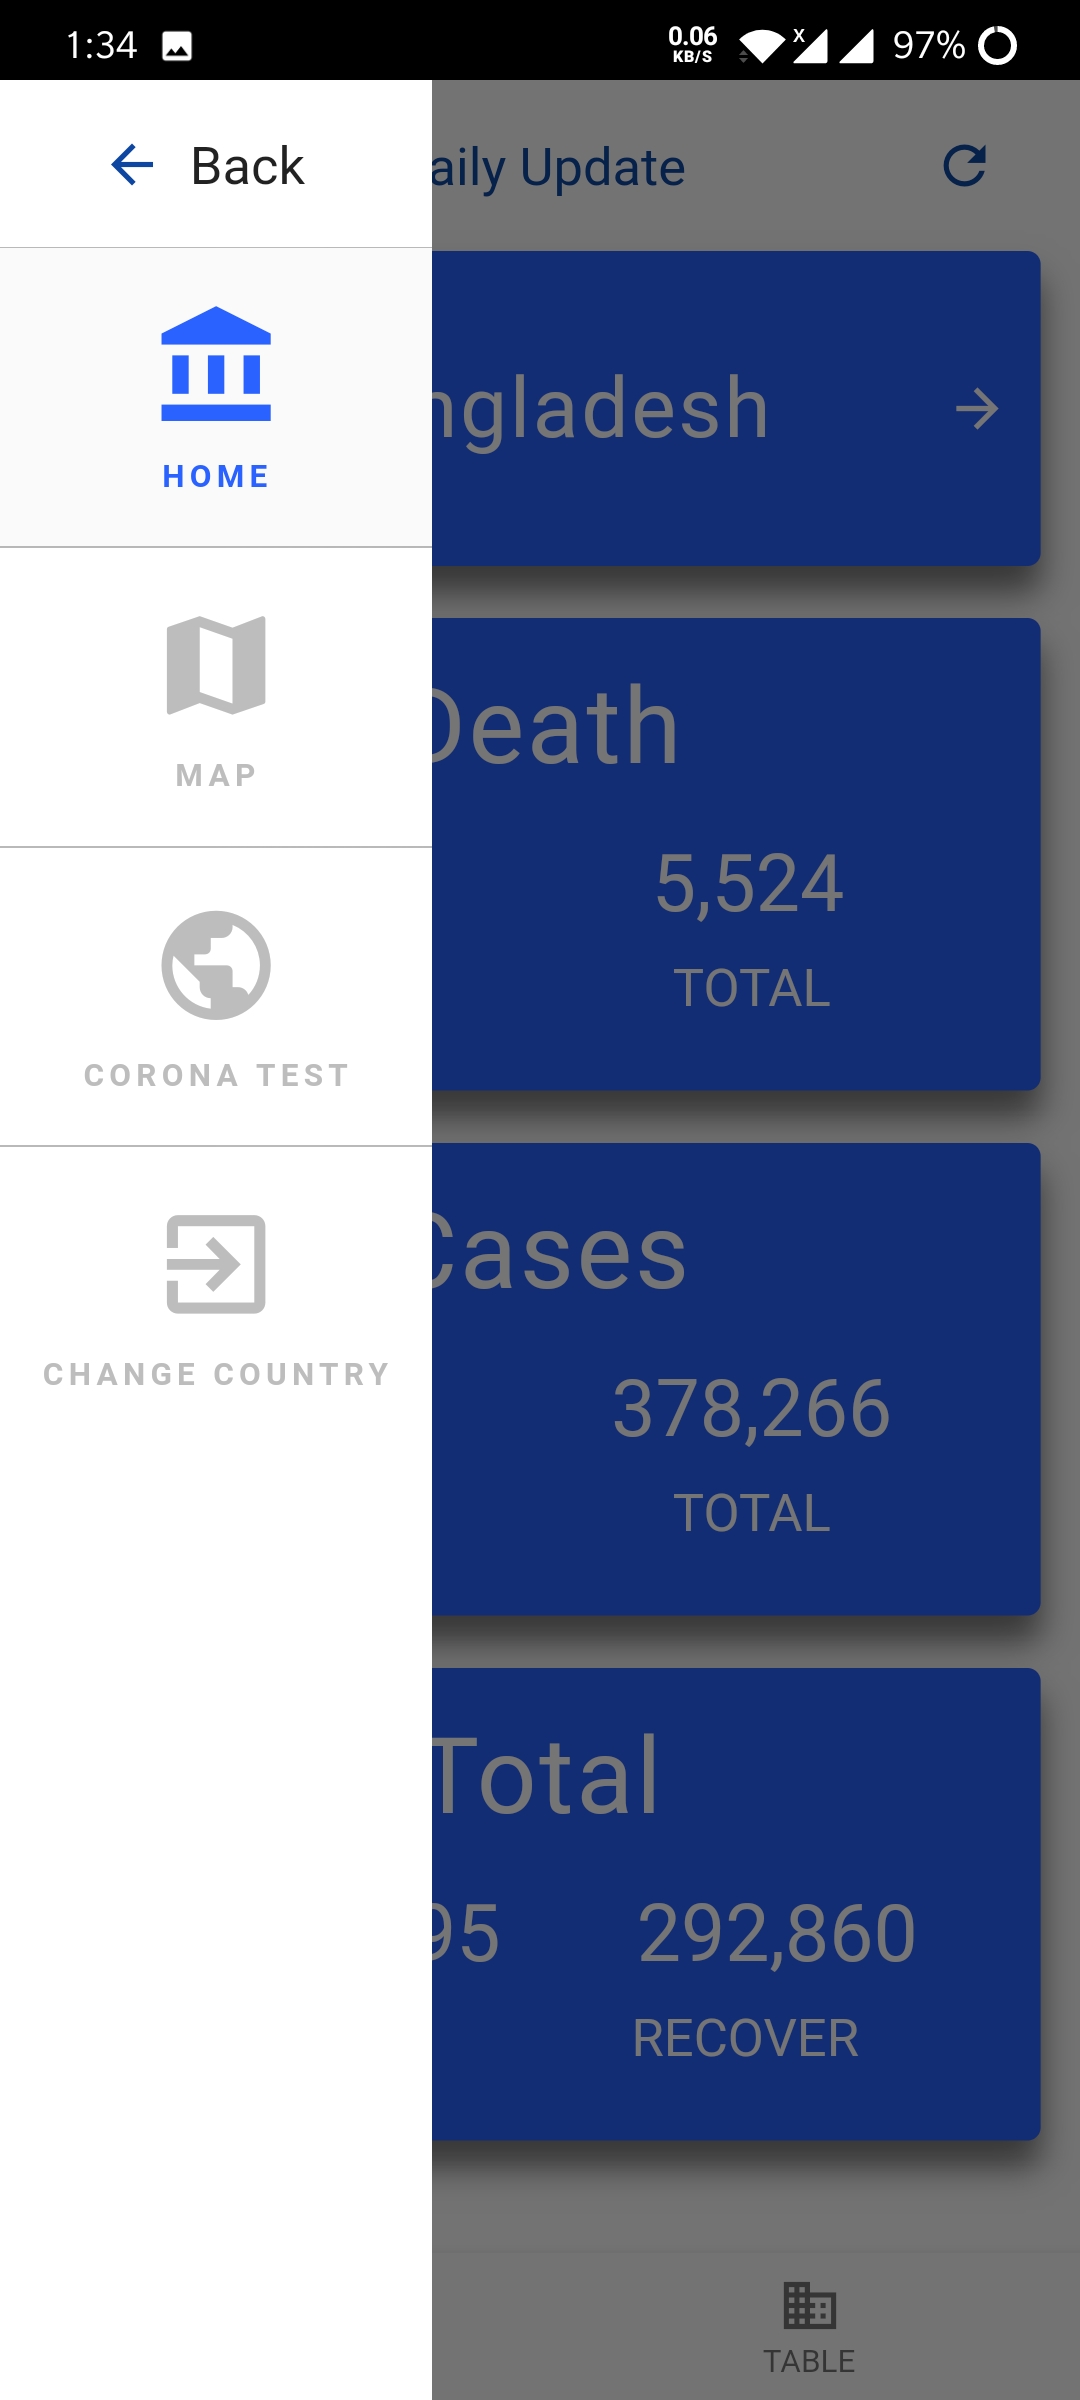 1:34
0.06
KB/S
X
97%
Back
aily Update
HOME
ngladesh
MAP
Death
5,524
TOTAL
CORONA TEST
Cases
CHANGE COUNTRY
378,266
TOTAL
Total
95
292,860
RECOVER
TABLE